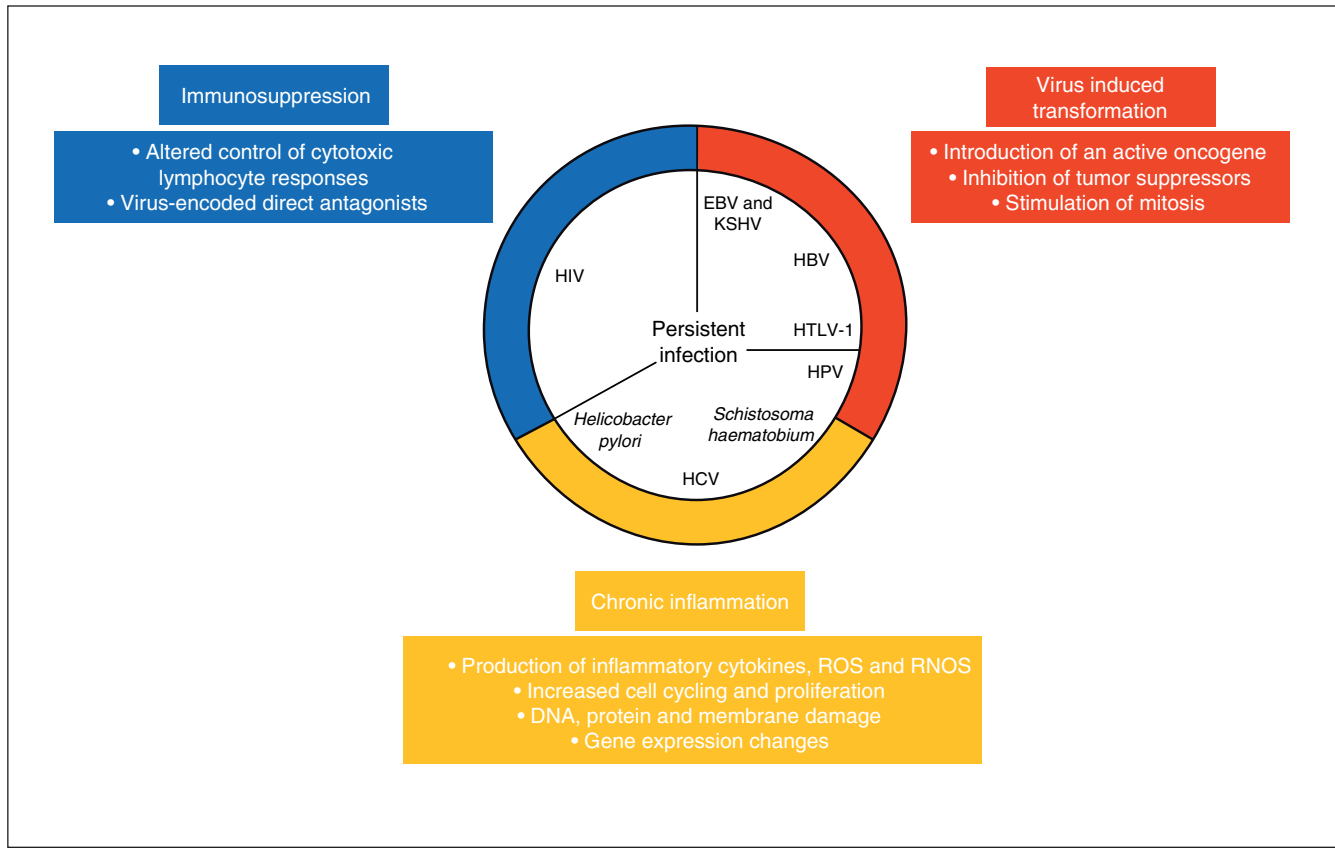 Immunosuppression
• Altered control of cytotoxic
lymphocyte responses
• Virus-encoded direct antagonists
Virus induced
transformation
• Introduction of an active oncogene
• Inhibition of tumor suppressors
• Stimulation of mitosis
EBV and
KSHV
HBV
HIV
HTLV-1
Persistent
infection
HPV
Helicobacter
pylori
Schistosoma
haematobium
HCV
Chronic inflammation
• Production of inflammatory cytokines, ROS and RNOS
• Increased cell cycling and proliferation
• DNA, protein and membrane damage
• Gene expression changes